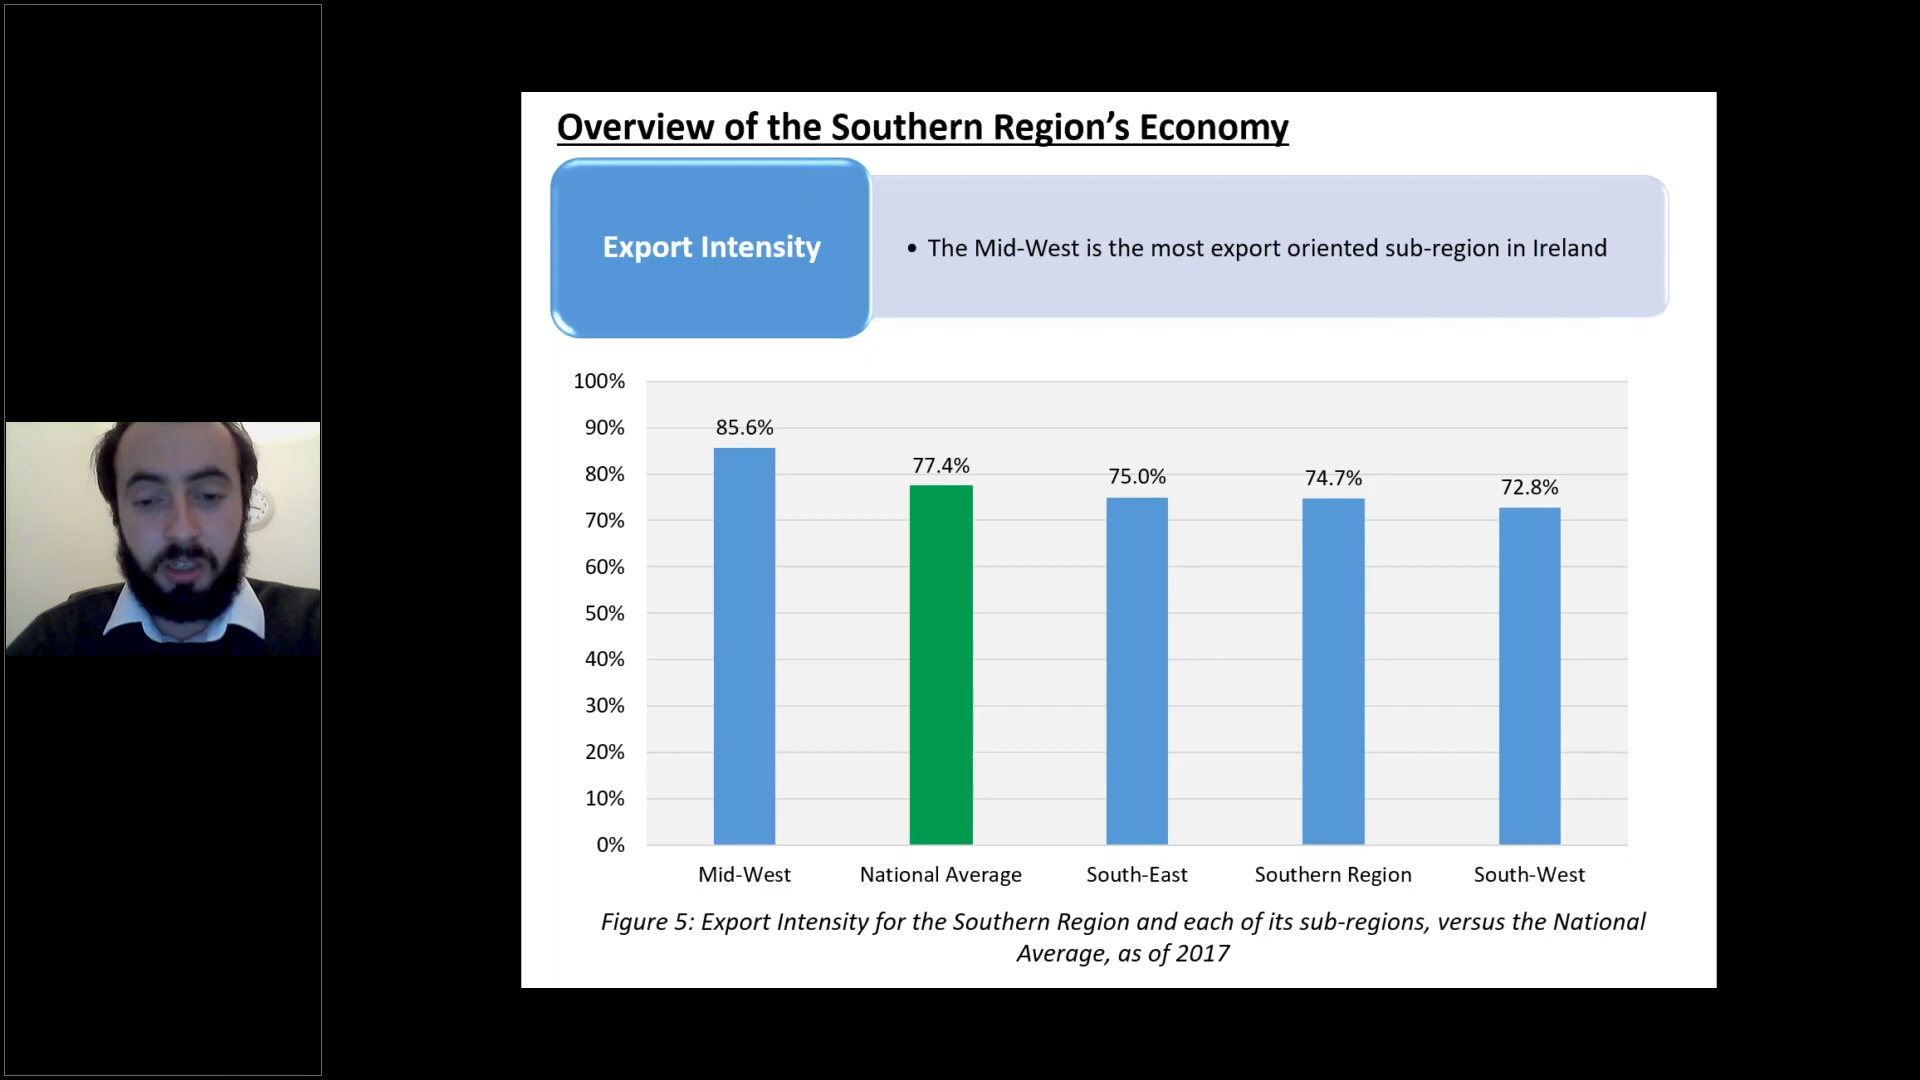 Overview of the Southern Region’s Economy
Export Intensity
• The Mid-West is the most export oriented sub-region in Ireland
100%
90%
80%
70%
60%
50%
40%
30%
20%
10%
0%
85.6%
77.4%
75.0%
74.7%
72.8%
Mid-West
National Average
South-East
Southern Region
South-West
Figure 5: Export Intensity for the Southern Region and each of its sub-regions, versus the National
Average, as of 2017